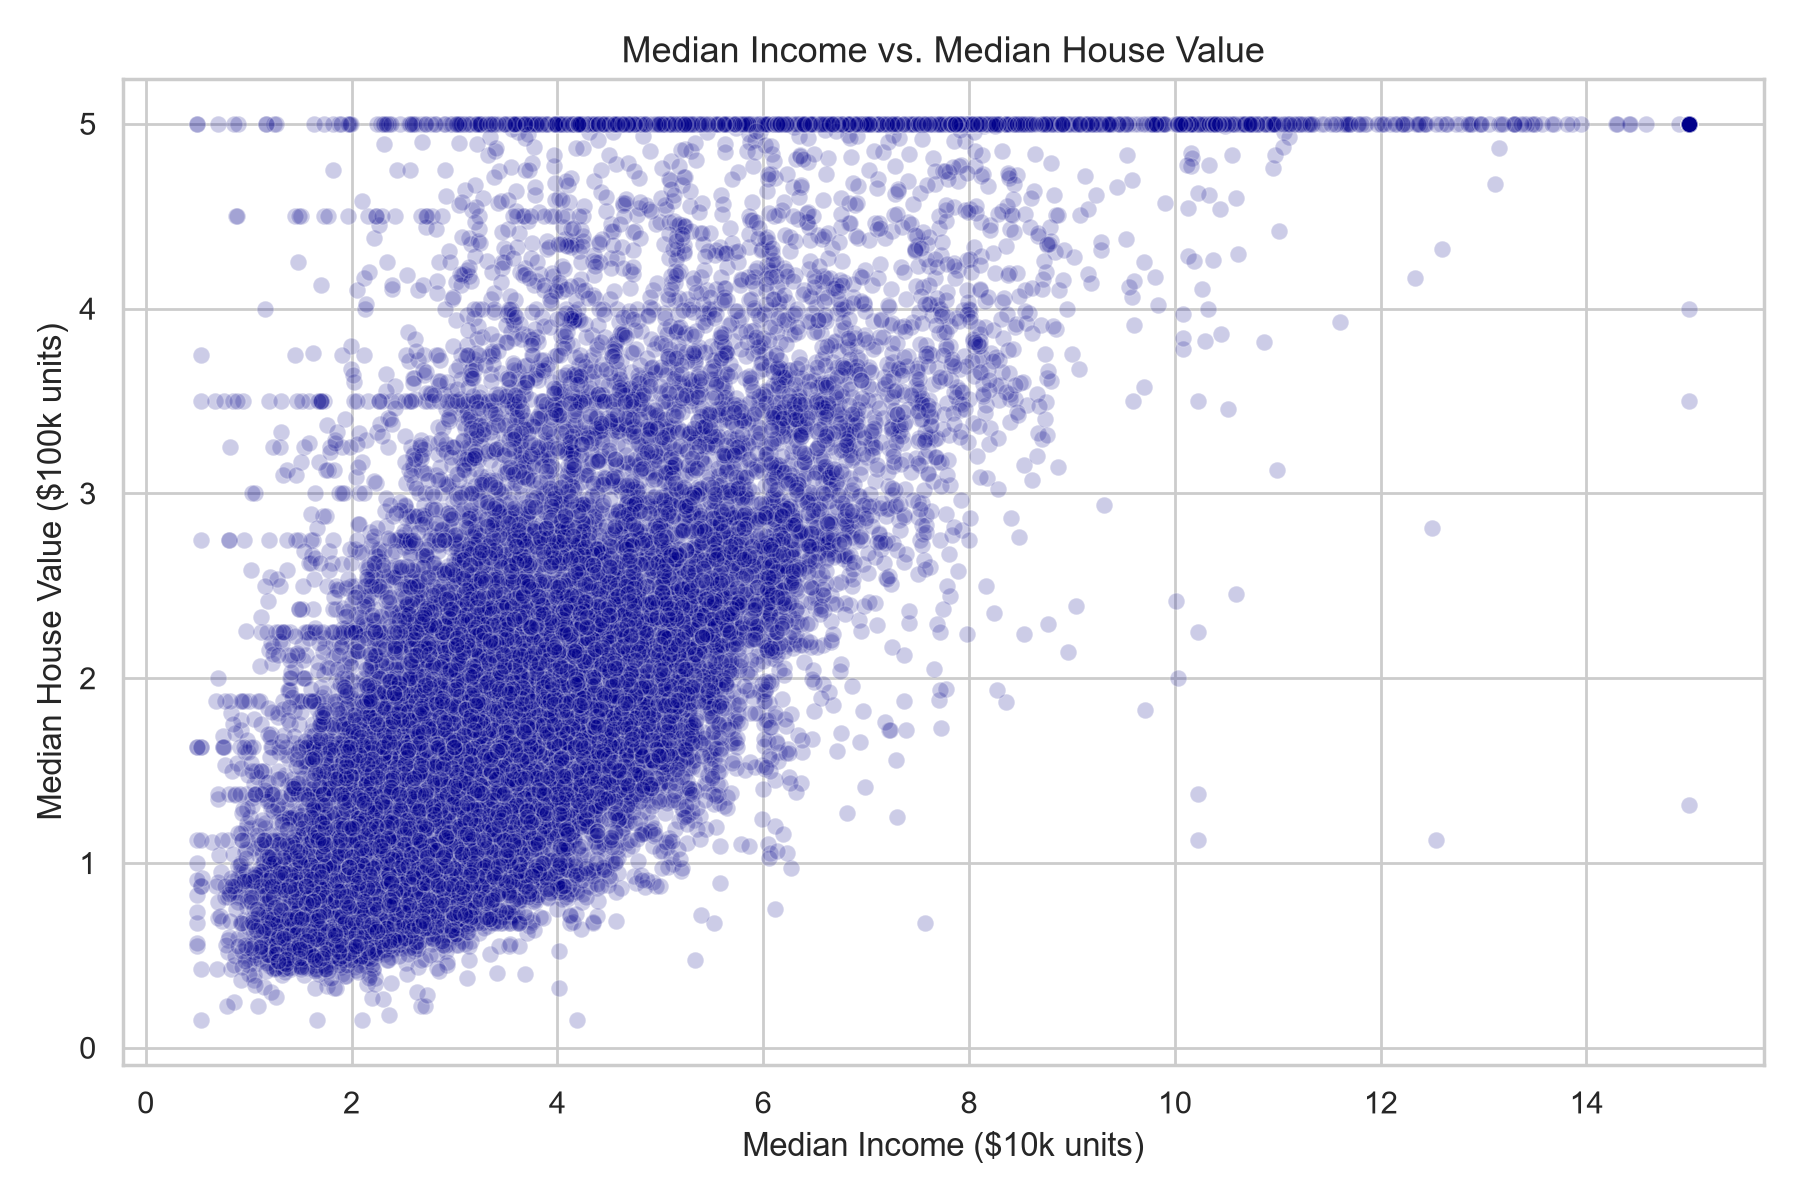 Median Income vs. Median House Value
Median House Value ($100k units)
5
4
3
2
1
0
0 2 4 6 8 10 12 14
Median Income ($10k units)